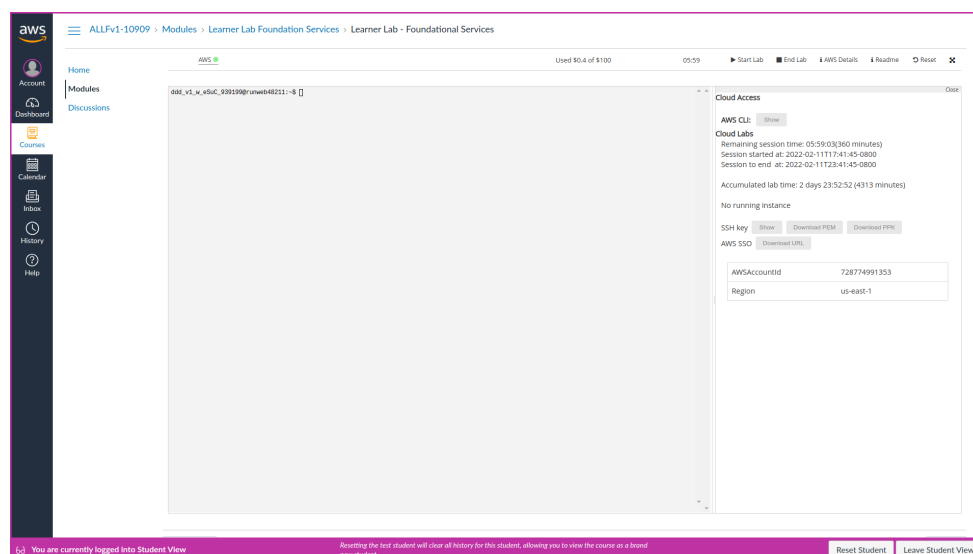 aws
ALLFv1-10909 › Modules › Learner Lab Foundation Services › Learner Lab - Foundational Services
Account
Dashboard
Courses
Calendar
Inbox
History
Help
Home
Modules
Discussions
AWS
Used $0.4 of $100
05:59
Start Lab
End Lab
AWS Details
Readme
Reset
ddd_v1_w_eSuC_939199@runweb48211:~$
Close
Cloud Access
AWS CLI: Show
Cloud Labs
Remaining session time: 05:59:03(360 minutes)
Session started at: 2022-02-11T17:41:45-0800
Session to end at: 2022-02-11T23:41:45-0800
Accumulated lab time: 2 days 23:52:52 (4313 minutes)
No running instance
SSH key Show Download PEM Download PPK
AWS SSO Download URL
AWSAccountId 728774991353
Region us-east-1
You are currently logged into Student View
Resetting the test student will clear all history for this student, allowing you to view the course as a brand
new student.
Reset Student
Leave Student View